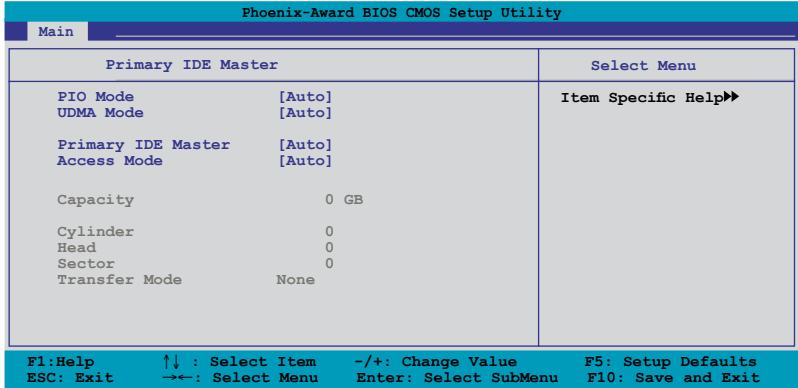 Phoenix-Award BIOS CMOS Setup Utility
Main
Primary IDE Master
Select Menu
PIO Mode [Auto]
UDMA Mode [Auto]
Primary IDE Master [Auto]
Access Mode [Auto]
Capacity 0 GB
Cylinder 0
Head 0
Sector 0
Transfer Mode None
Item Specific Help▶▶
F1:Help ↑↓ : Select Item -/+: Change Value F5: Setup Defaults
ESC: Exit →←: Select Menu Enter: Select SubMenu F10: Save and Exit